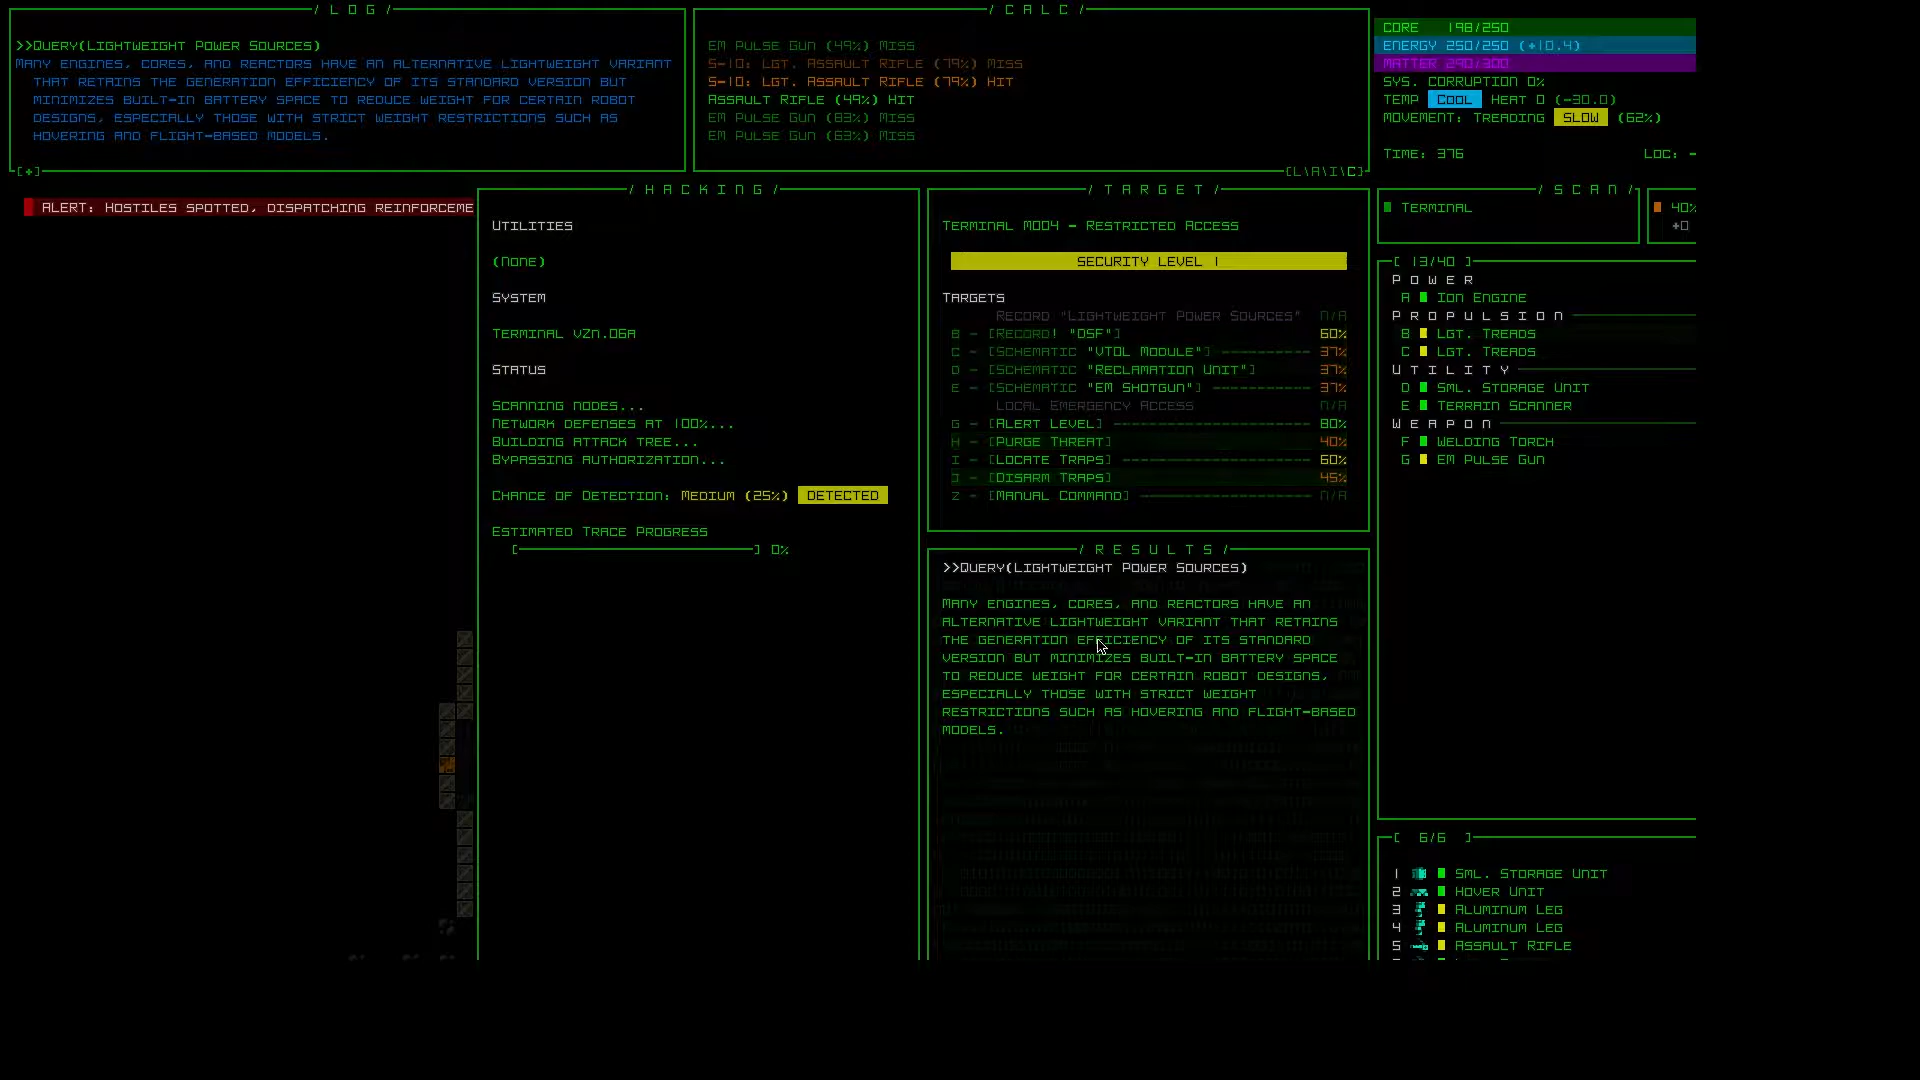 / L O G /
>>Query(Lightweight Power Sources)
Many engines, cores, and reactors have an alternative lightweight variant
that retains the generation efficiency of its standard version but
minimizes built-in battery space to reduce weight for certain robot
designs, especially those with strict weight restrictions such as
hovering and flight-based models.
[+]
/ C A L C /
EM Pulse Gun (49%) Miss
S-10: Lgt. Assault Rifle (79%) Miss
S-10: Lgt. Assault Rifle (79%) Hit
Assault Rifle (49%) Hit
EM Pulse Gun (83%) Miss
EM Pulse Gun (63%) Miss
[L\A\I\C]
Core 198/250
Energy 250/250 (+10.4)
Matter 290/300
Sys. Corruption 0%
Temp Cool Heat 0 (-30.0)
Movement: Treading SLOW (62%)
Time: 376 Loc: -
ALERT: Hostiles spotted, dispatching reinforceme
/ H A C K I N G /
Utilities
(None)
System
Terminal vZn.06A
Status
Scanning nodes...
Network defenses at 100%...
Building attack tree...
Bypassing authorization...
Chance of Detection: Medium (25%) DETECTED
Estimated Trace Progress
[ ] 0%
/ T A R G E T /
Terminal M004 - Restricted Access
SECURITY LEVEL 1
Targets
Record "Lightweight Power Sources" N/A
B - [Record! "DSF"] 60%
C - [Schematic "VTOL Module"] 37%
D - [Schematic "Reclamation Unit"] 37%
E - [Schematic "EM Shotgun"] 37%
Local Emergency Access N/A
G - [Alert Level] 80%
H - [Purge Threat] 40%
I - [Locate Traps] 60%
J - [Disarm Traps] 45%
Z - [Manual Command] N/A
/ R E S U L T S /
>>Query(Lightweight Power Sources)
Many engines, cores, and reactors have an
alternative lightweight variant that retains
the generation efficiency of its standard
version but minimizes built-in battery space
to reduce weight for certain robot designs,
especially those with strict weight
restrictions such as hovering and flight-based
models.
/ S C A N /
Terminal
40%
+0
[ 13/40 ]
P O W E R
A Ion Engine
P R O P U L S I O N
B Lgt. Treads
C Lgt. Treads
U T I L I T Y
D Sml. Storage Unit
E Terrain Scanner
W E A P O N
F Welding Torch
G EM Pulse Gun
[ 6/6 ]
1 Sml. Storage Unit
2 Hover Unit
3 Aluminum Leg
4 Aluminum Leg
5 Assault Rifle